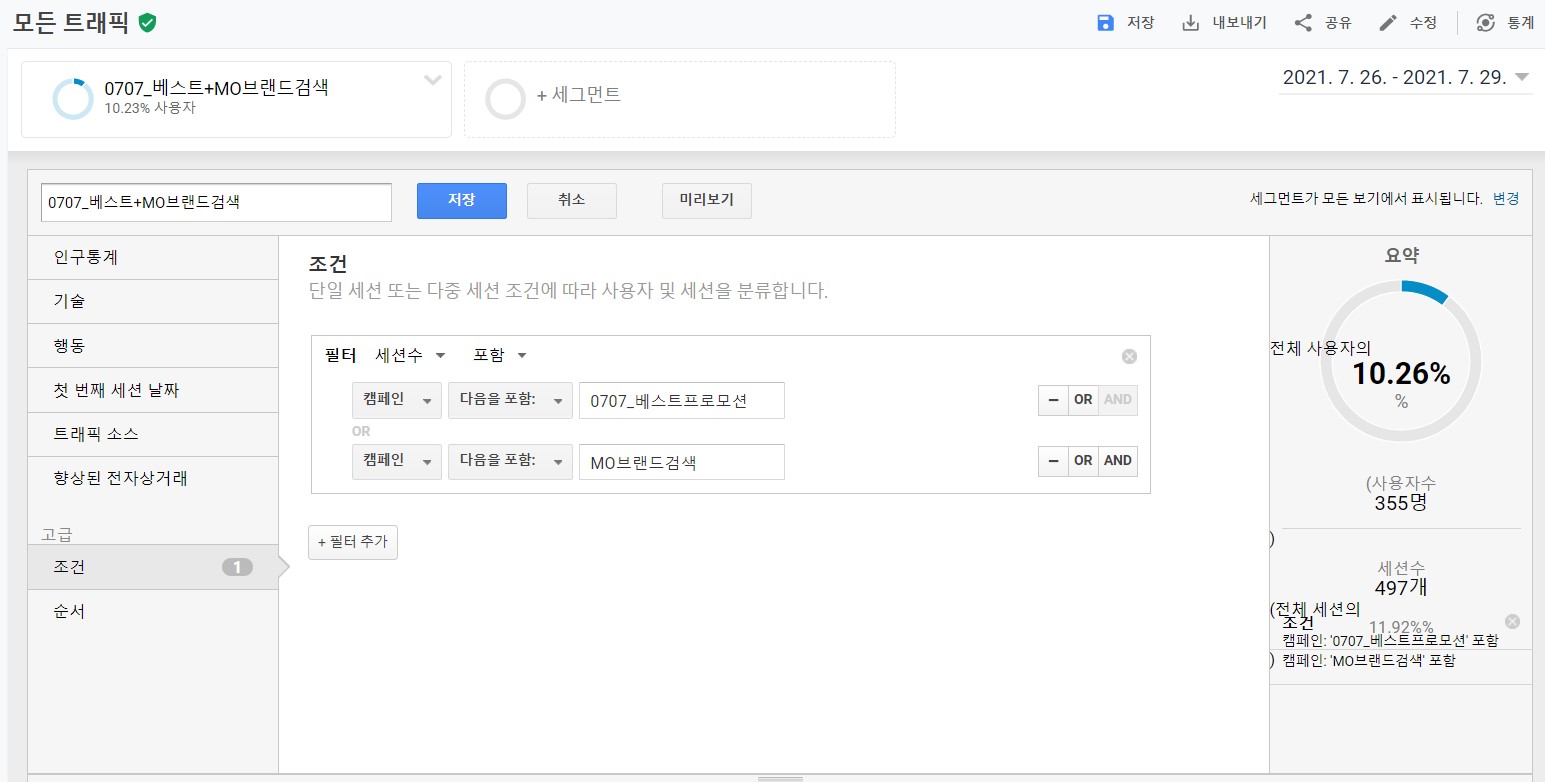 모든 트래픽
저장 내보내기 공유 수정 통계
0707_베스트+MO브랜드검색
10.23% 사용자
+ 세그먼트
2021. 7. 26. - 2021. 7. 29.
0707_베스트+MO브랜드검색 저장 취소 미리보기 세그먼트가 모든 보기에서 표시됩니다. 변경
인구통계
기술
행동
첫 번째 세션 날짜
트래픽 소스
향상된 전자상거래
고급
조건 1
순서
조건
단일 세션 또는 다중 세션 조건에 따라 사용자 및 세션을 분류합니다.
필터 세션수 포함
캠페인 다음을 포함: 0707_베스트프로모션 − OR AND
OR
캠페인 다음을 포함: MO브랜드검색 − OR AND
+ 필터 추가
요약
전체 사용자의
10.26%
%
(사용자수
355명
)
세션수
497개
(전체 세션의
11.92%%
조건
캠페인: '0707_베스트프로모션' 포함
) 캠페인: 'MO브랜드검색' 포함